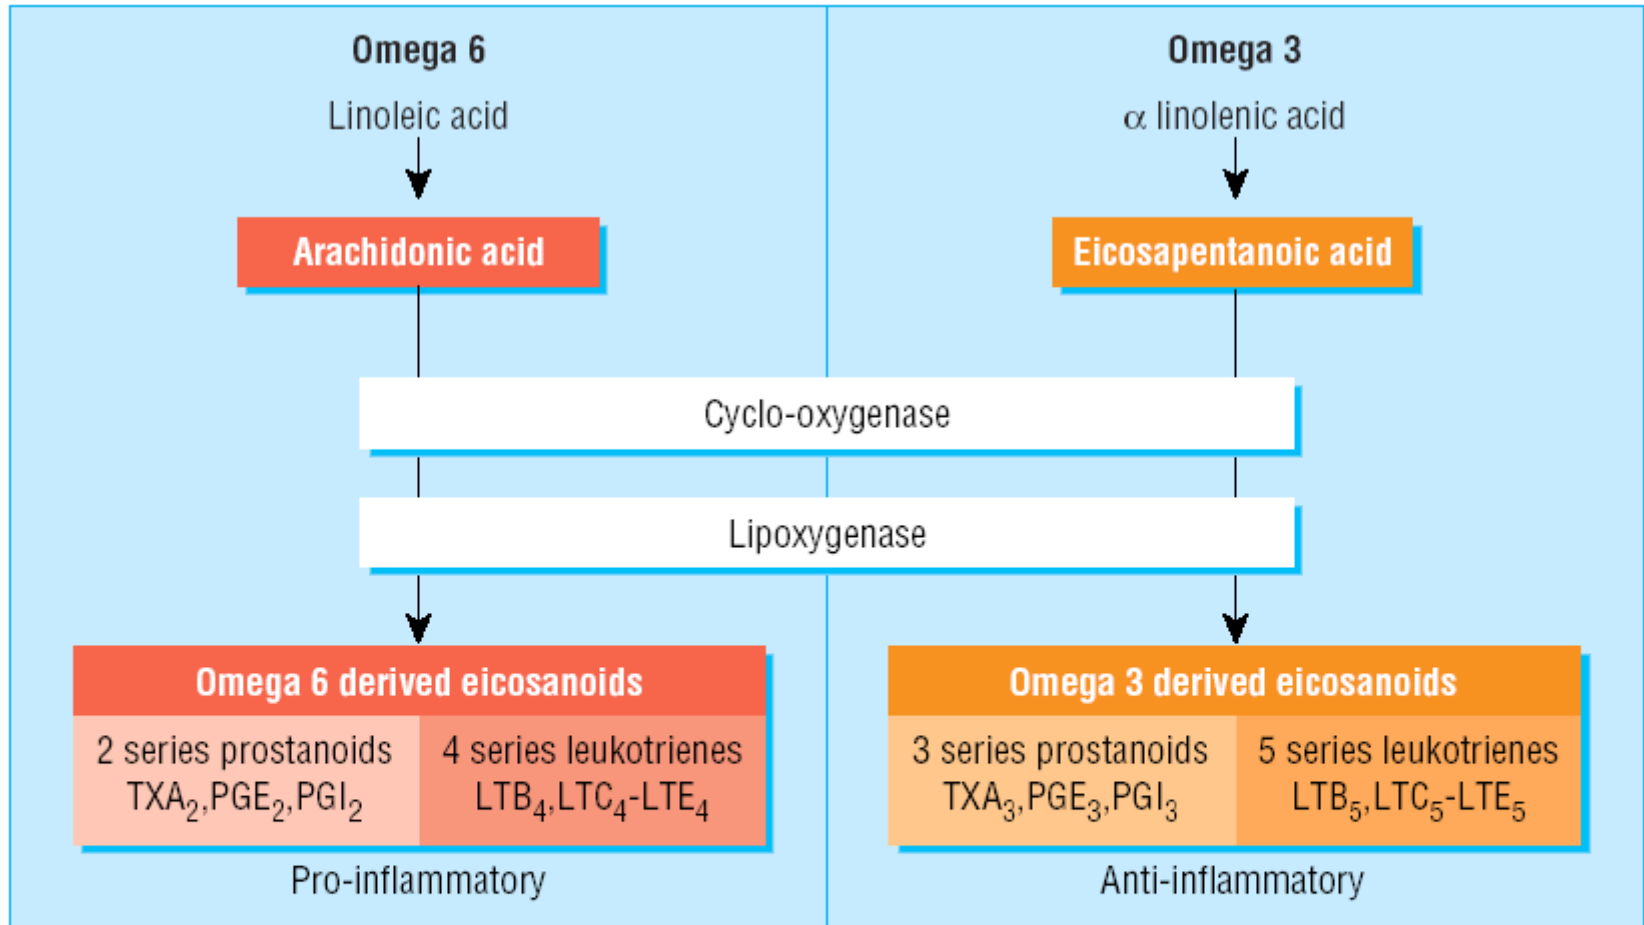 Omega 6
Linoleic acid
Arachidonic acid
Omega 3
α linolenic acid
Eicosapentanoic acid
Cyclo-oxygenase
Lipoxygenase
Omega 6 derived eicosanoids
2 series prostanoids
TXA₂,PGE₂,PGI₂
4 series leukotrienes
LTB₄,LTC₄-LTE₄
Pro-inflammatory
Omega 3 derived eicosanoids
3 series prostanoids
TXA₃,PGE₃,PGI₃
5 series leukotrienes
LTB₅,LTC₅-LTE₅
Anti-inflammatory